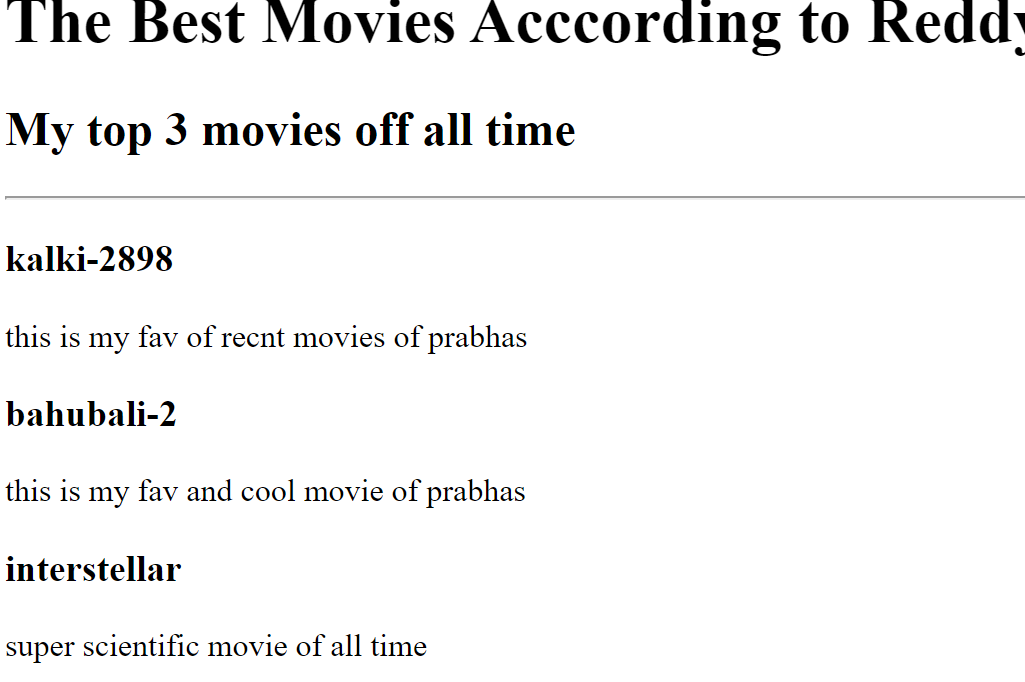 The Best Movies Acccording to Reddy
My top 3 movies off all time
kalki-2898
this is my fav of recnt movies of prabhas
bahubali-2
this is my fav and cool movie of prabhas
interstellar
super scientific movie of all time